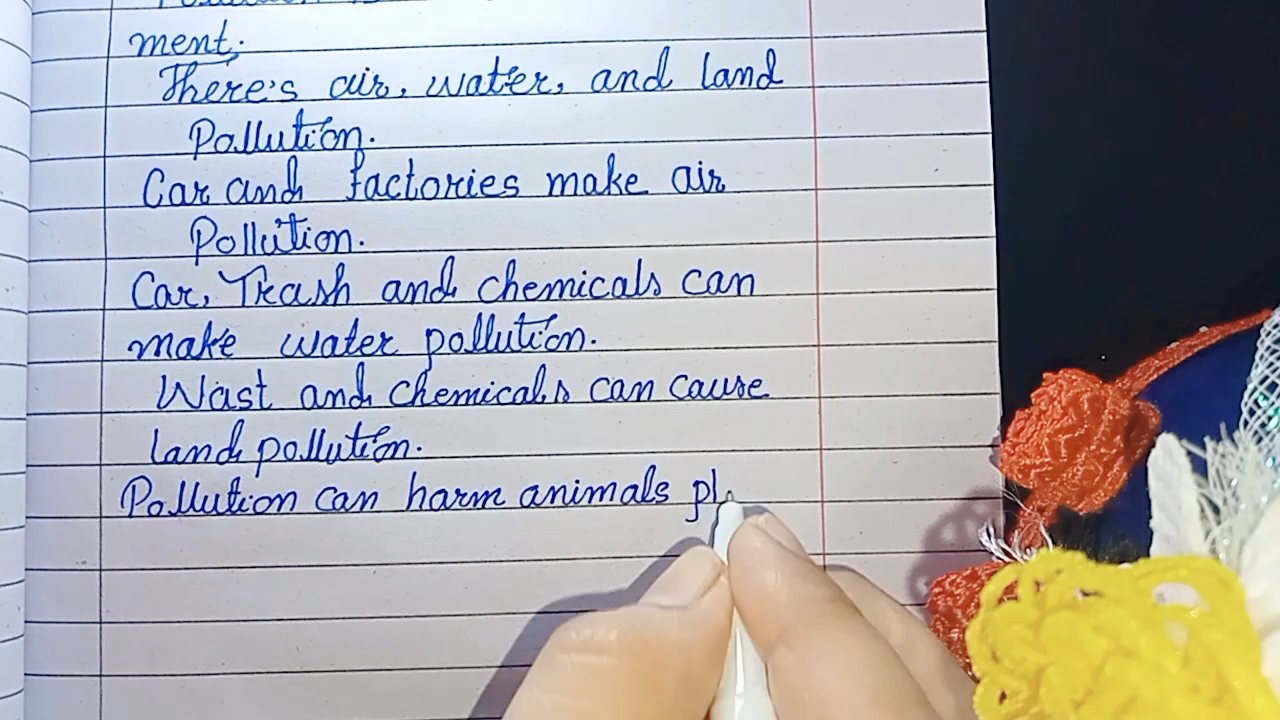 ment.
There's air, water, and land
Pollution.
Car and factories make air
Pollution.
Car, Trash and chemicals can
make water pollution.
Wast and chemicals can cause
land pollution.
Pollution can harm animals pl